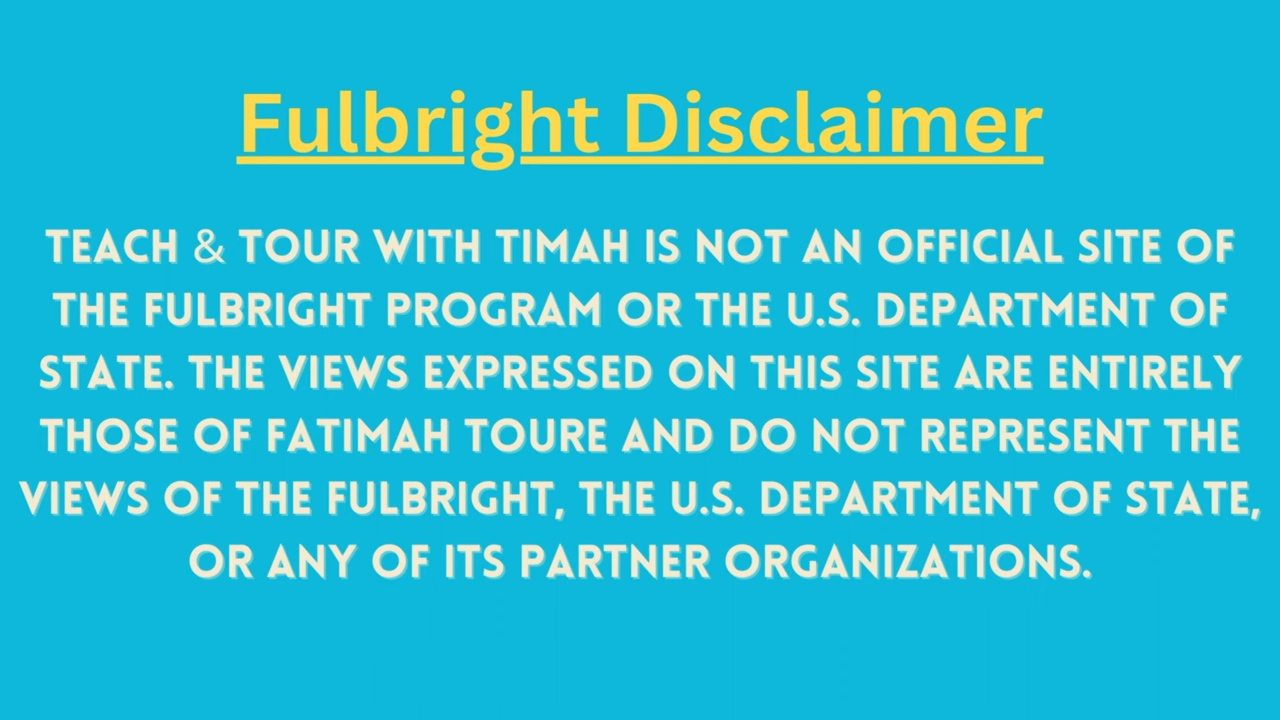 Fulbright Disclaimer
TEACH & TOUR WITH TIMAH IS NOT AN OFFICIAL SITE OF
THE FULBRIGHT PROGRAM OR THE U.S. DEPARTMENT OF
STATE. THE VIEWS EXPRESSED ON THIS SITE ARE ENTIRELY
THOSE OF FATIMAH TOURE AND DO NOT REPRESENT THE
VIEWS OF THE FULBRIGHT, THE U.S. DEPARTMENT OF STATE,
OR ANY OF ITS PARTNER ORGANIZATIONS.